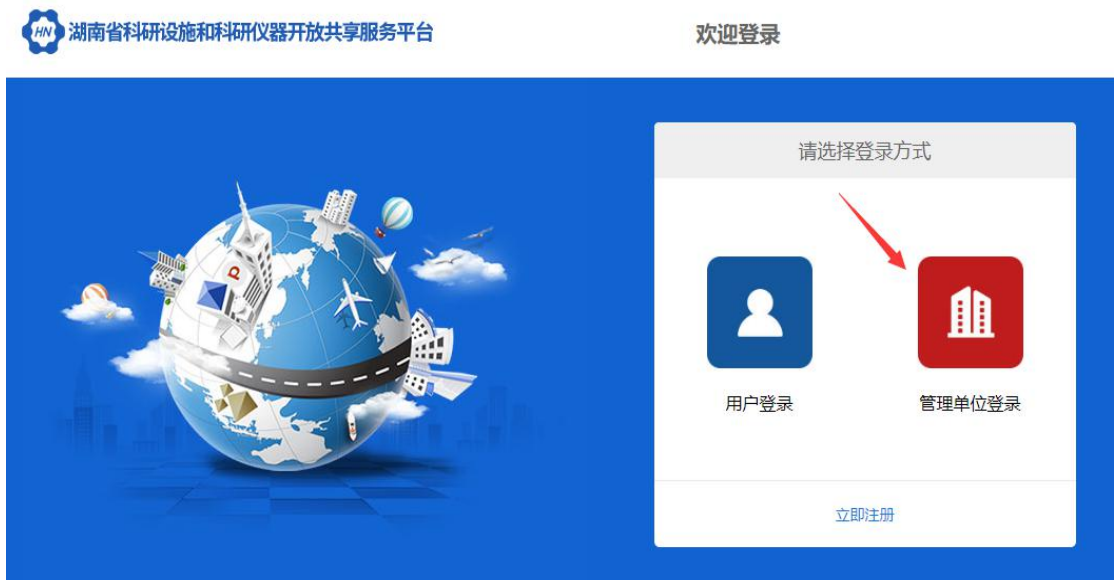 HN 湖南省科研设施和科研仪器开放共享服务平台
欢迎登录
请选择登录方式
P
用户登录
管理单位登录
立即注册